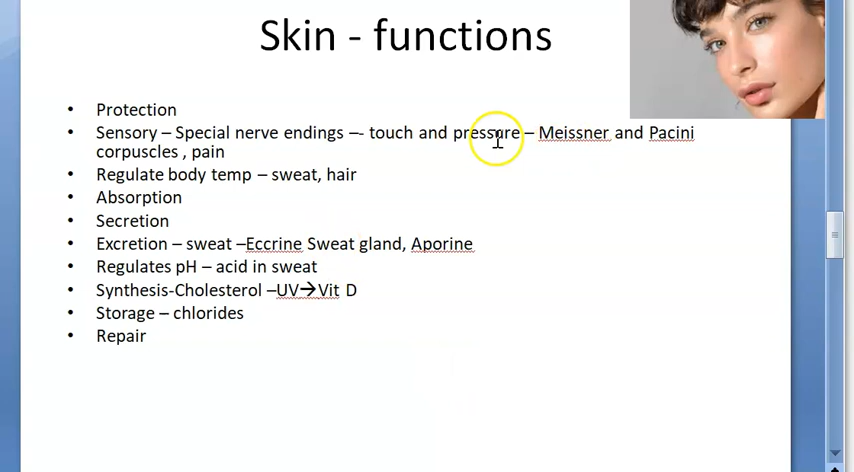 Skin - functions
• Protection
• Sensory – Special nerve endings –- touch and pressure – Meissner and Pacini
corpuscles , pain
• Regulate body temp – sweat, hair
• Absorption
• Secretion
• Excretion – sweat –Eccrine Sweat gland, Aporine
• Regulates pH – acid in sweat
• Synthesis-Cholesterol –UV→Vit D
• Storage – chlorides
• Repair